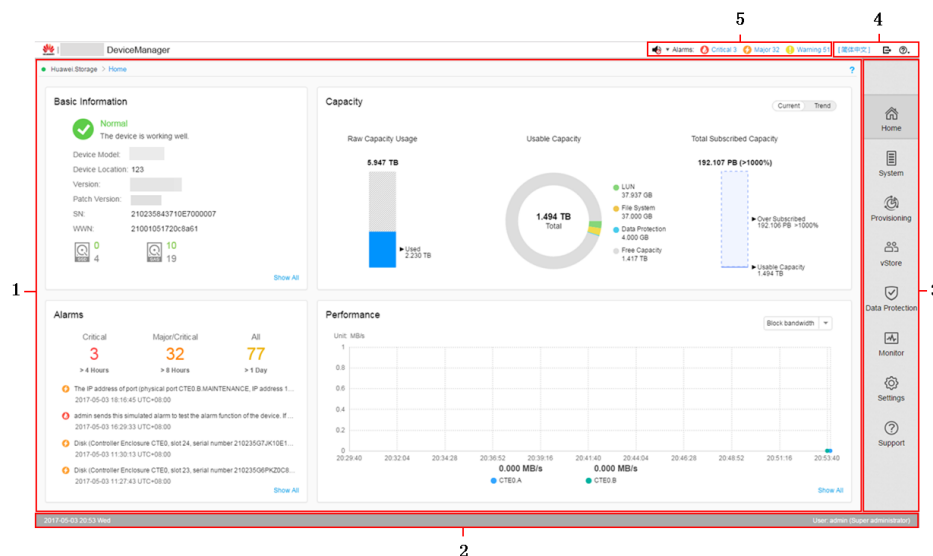 5
4
DeviceManager
Alarms: Critical 3 Major 32 Warning 51
[简体中文]
Huawei.Storage > Home
?
Basic Information
Normal
The device is working well.
Device Model:
Device Location: 123
Version:
Patch Version:
SN: 210235843710E7000007
WWN: 21001051720c8a61
0
4
10
19
Show All
Capacity
Current Trend
Raw Capacity Usage
5.947 TB
Used
2.230 TB
Usable Capacity
1.494 TB
Total
LUN
37.937 GB
File System
37.000 GB
Data Protection
4.000 GB
Free Capacity
1.417 TB
Total Subscribed Capacity
192.107 PB (>1000%)
Over Subscribed
192.106 PB >1000%
Usable Capacity
1.494 TB
Alarms
Critical
3
> 4 Hours
Major/Critical
32
> 8 Hours
All
77
> 1 Day
The IP address of port (physical port CTE0.B.MAINTENANCE, IP address 1...
2017-05-03 18:16:45 UTC+08:00
admin sends this simulated alarm to test the alarm function of the device. If ...
2017-05-03 16:29:33 UTC+08:00
Disk (Controller Enclosure CTE0, slot 24, serial number 210235G7JK10E1...
2017-05-03 11:30:13 UTC+08:00
Disk (Controller Enclosure CTE0, slot 23, serial number 210235G6PKZ0C8...
2017-05-03 11:27:43 UTC+08:00
Show All
Performance
Block bandwidth
Unit: MB/s
1
0.8
0.6
0.4
0.2
0
20:29:40 20:32:04 20:34:28 20:36:52 20:39:16 20:41:40 20:44:04 20:46:28 20:48:52 20:51:16 20:53:40
0.000 MB/s 0.000 MB/s
CTE0.A CTE0.B
Show All
Home
System
Provisioning
vStore
Data Protection
Monitor
Settings
Support
1
3
2017-05-03 20:53 Wed
User: admin (Super administrator)
2